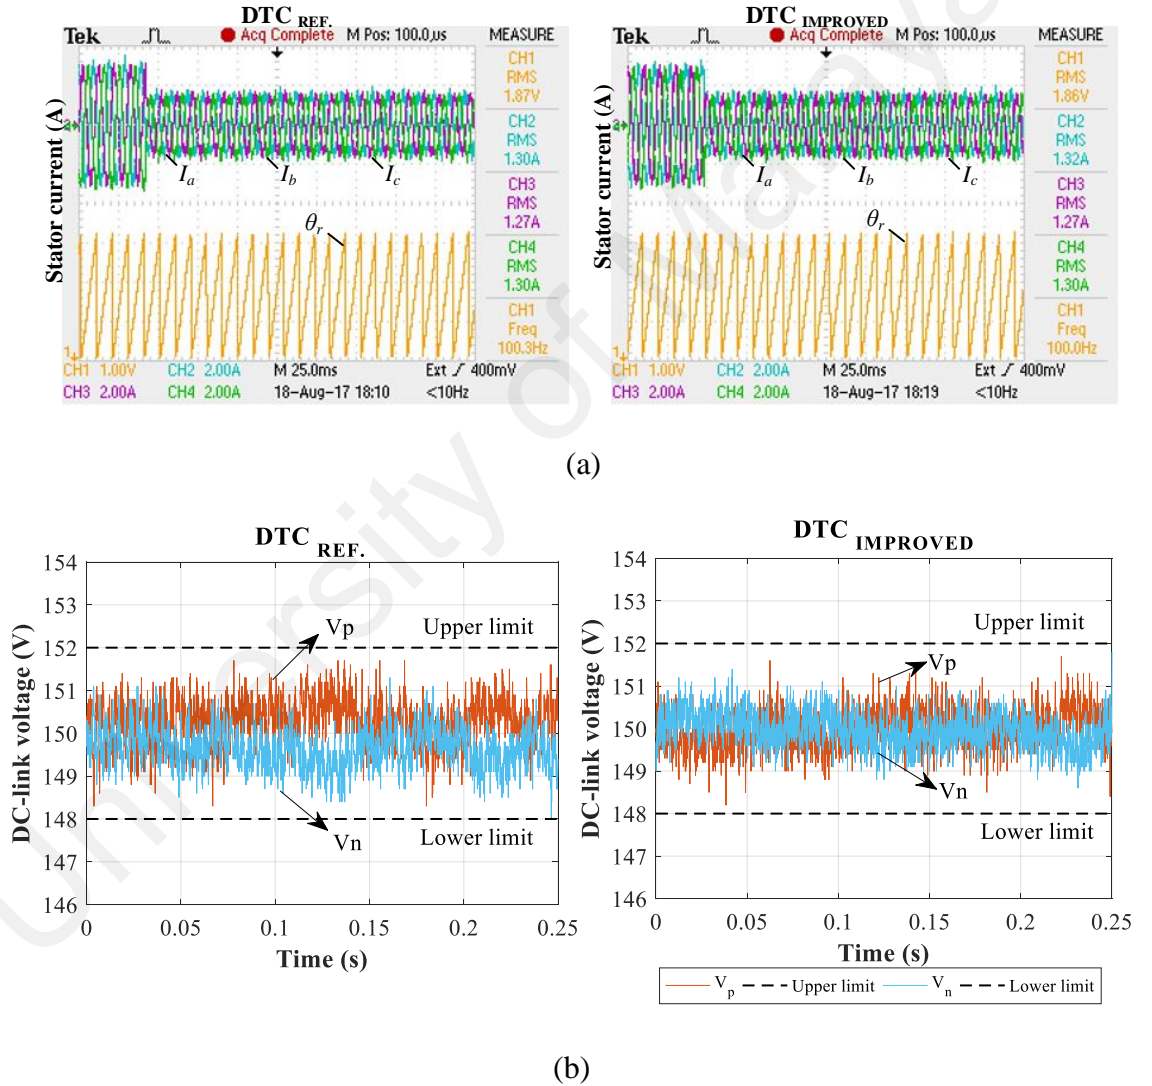 DTC REF.
Tek Acq Complete M Pos: 100.0μs MEASURE
CH1
RMS
1.87V
CH2
RMS
1.30A
CH3
RMS
1.27A
CH4
RMS
1.30A
CH1
Freq
100.3Hz
Stator current (A)
2
1
Ia Ib Ic
θr
CH1 1.00V CH2 2.00A M 25.0ms Ext 400mV
CH3 2.00A CH4 2.00A 18-Aug-17 18:10 <10Hz
DTC IMPROVED
Tek Acq Complete M Pos: 100.0μs MEASURE
CH1
RMS
1.86V
CH2
RMS
1.32A
CH3
RMS
1.27A
CH4
RMS
1.30A
CH1
Freq
100.0Hz
Stator current (A)
1
Ia Ib Ic
θr
CH1 1.00V CH2 2.00A M 25.0ms Ext 400mV
CH3 2.00A CH4 2.00A 18-Aug-17 18:19 <10Hz
(a)
DTC REF.
DC-link voltage (V)
154
153
152
151
150
149
148
147
146
Upper limit
Vp
Vn
Lower limit
0 0.05 0.1 0.15 0.2 0.25
Time (s)
DTC IMPROVED
DC-link voltage (V)
154
153
152
151
150
149
148
147
146
Upper limit
Vp
Vn
Lower limit
0 0.05 0.1 0.15 0.2 0.25
Time (s)
Vp Upper limit Vn Lower limit
(b)
University of Malaya